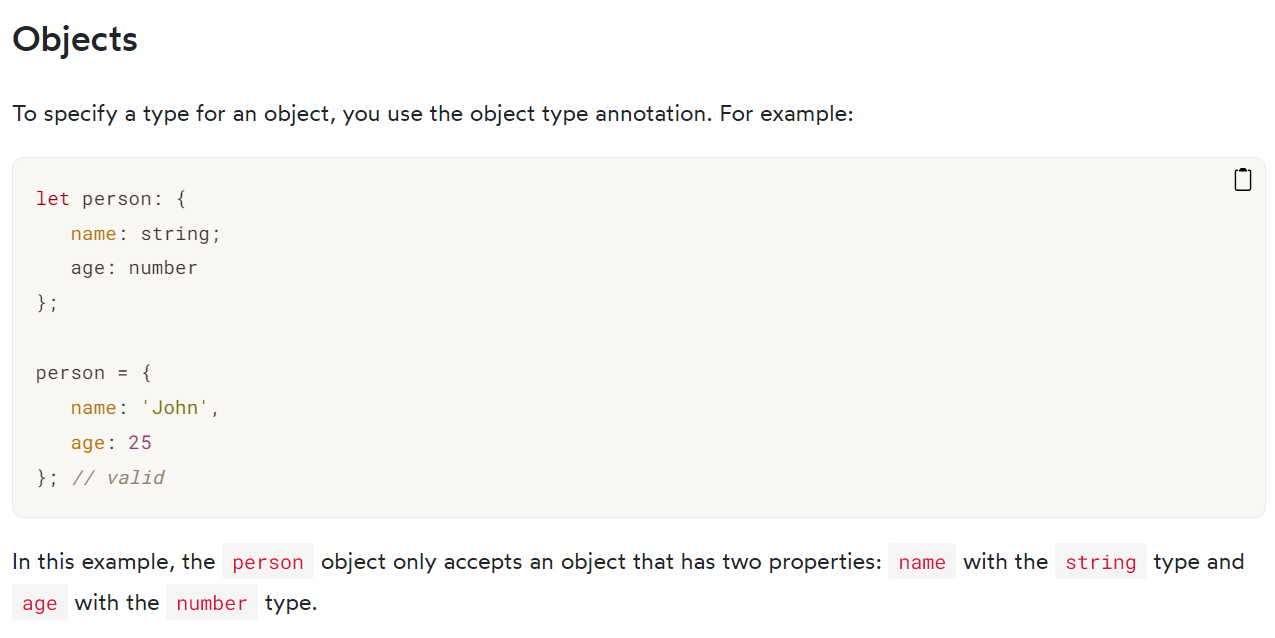 Objects
To specify a type for an object, you use the object type annotation. For example:
let person: {
   name: string;
   age: number
};
person = {
   name: 'John',
   age: 25
}; // valid
In this example, the person object only accepts an object that has two properties: name with the string type and
age with the number type.